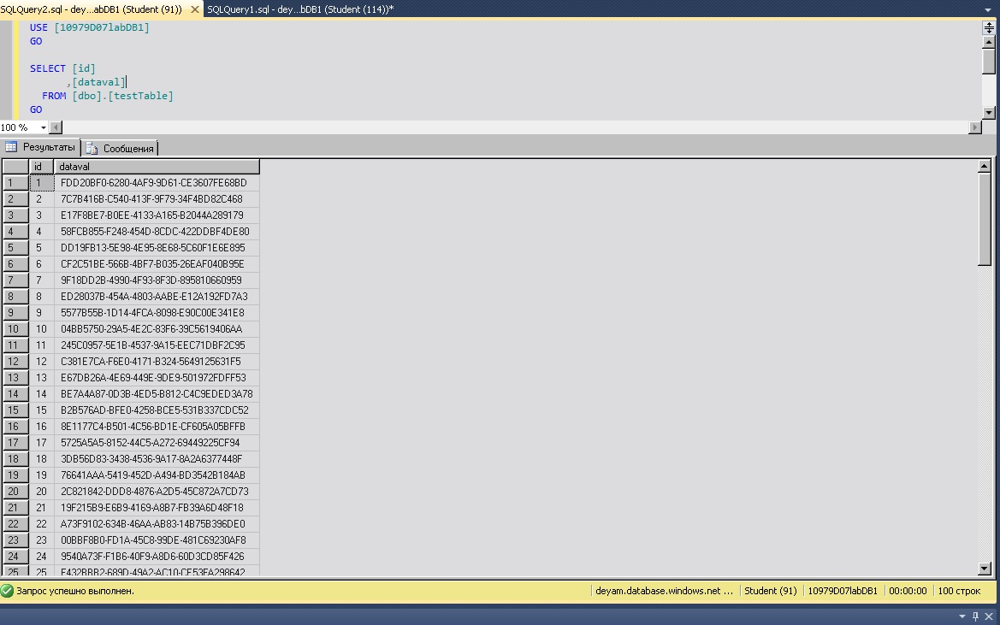 SQLQuery2.sql - dey...abDB1 (Student (91)) SQLQuery1.sql - dey...bDB1 (Student (114))*
USE [10979D07labDB1]
GO
SELECT [id]
,[dataval]
FROM [dbo].[testTable]
GO
100 %
Результаты Сообщения
id dataval
1 1 FDD20BF0-6280-4AF9-9D61-CE3607FE68BD
2 2 7C7B416B-C540-413F-9F79-34F4BD82C468
3 3 E17F8BE7-B0EE-4133-A165-B2044A289179
4 4 58FCB855-F248-454D-8CDC-422DDBF4DE80
5 5 DD19FB13-5E98-4E95-8E68-5C60F1E6E895
6 6 CF2C51BE-566B-4BF7-B035-26EAF040B95E
7 7 9F18DD2B-4990-4F93-8F3D-895810660959
8 8 ED28037B-454A-4803-AABE-E12A192FD7A3
9 9 5577B55B-1D14-4FCA-8098-E90C00E341E8
10 10 04BB5750-29A5-4E2C-83F6-39C5619406AA
11 11 245C0957-5E1B-4537-9A15-EEC71DBF2C95
12 12 C381E7CA-F6E0-4171-B324-5649125631F5
13 13 E67DB26A-4E69-449E-9DE9-501972FDFF53
14 14 BE7A4A87-0D3B-4ED5-B812-C4C9EDED3A78
15 15 B2B576AD-BFE0-4258-BCE5-531B337CDC52
16 16 8E1177C4-B501-4C56-BD1E-CF605A05BFFB
17 17 5725A5A5-8152-44C5-A272-69449225CF94
18 18 3DB56D83-3438-4536-9A17-8A2A6377448F
19 19 76641AAA-5419-452D-A494-BD3542B184AB
20 20 2C821842-DDD8-4876-A2D5-45C872A7CD73
21 21 19F215B9-E6B9-4169-A8B7-FB39A6D48F18
22 22 A73F9102-634B-46AA-AB83-14B75B396DE0
23 23 00BBF8B0-FD1A-45C8-99DE-481C69230AF8
24 24 9540A73F-F1B6-40F9-A8D6-60D3CD85F426
25 25 F432BBB2-689D-49A2-AC10-CE53FA298642
Запрос успешно выполнен. deyam.database.windows.net ... Student (91) 10979D07labDB1 00:00:00 100 строк